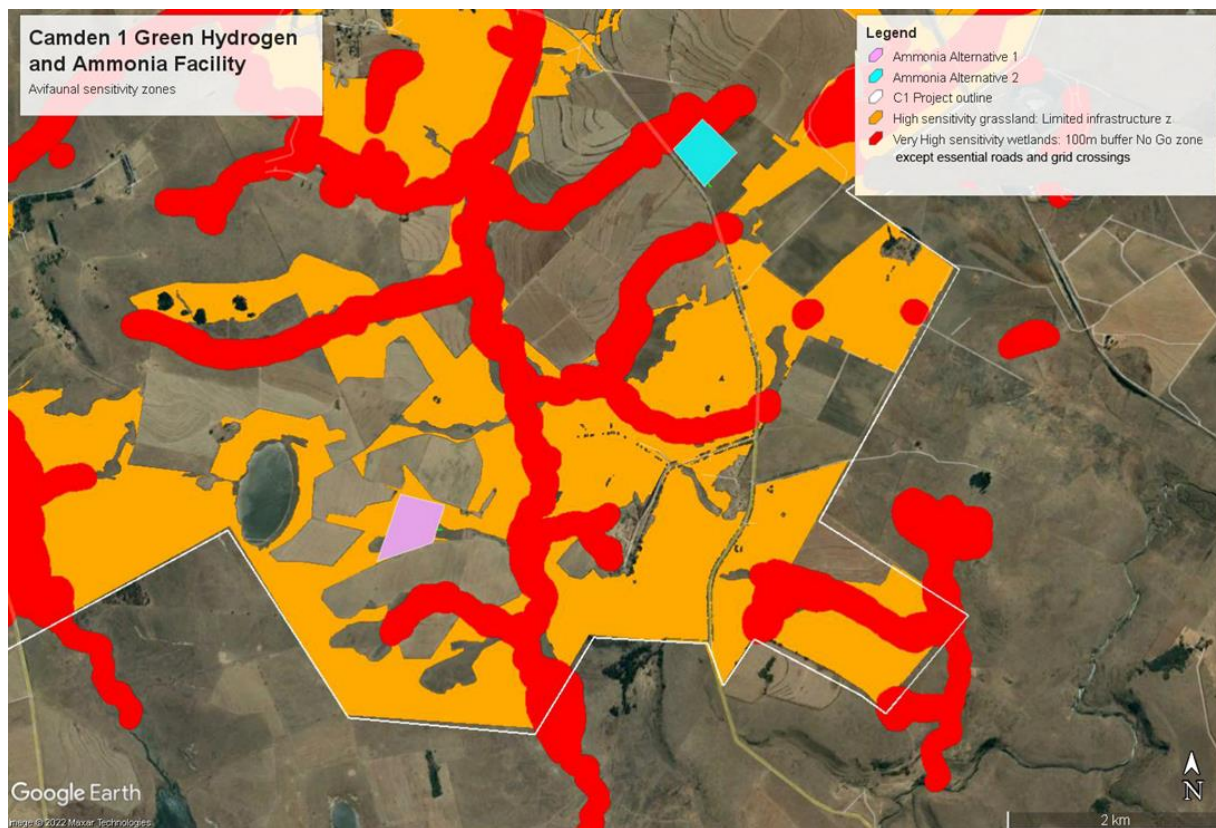 Camden 1 Green Hydrogen
and Ammonia Facility
Avifaunal sensitivity zones
Legend
Ammonia Alternative 1
Ammonia Alternative 2
C1 Project outline
High sensitivity grassland: Limited infrastructure z
Very High sensitivity wetlands: 100m buffer No Go zone
except essential roads and grid crossings
Google Earth
Image © 2022 Maxar Technologies
N
2 km